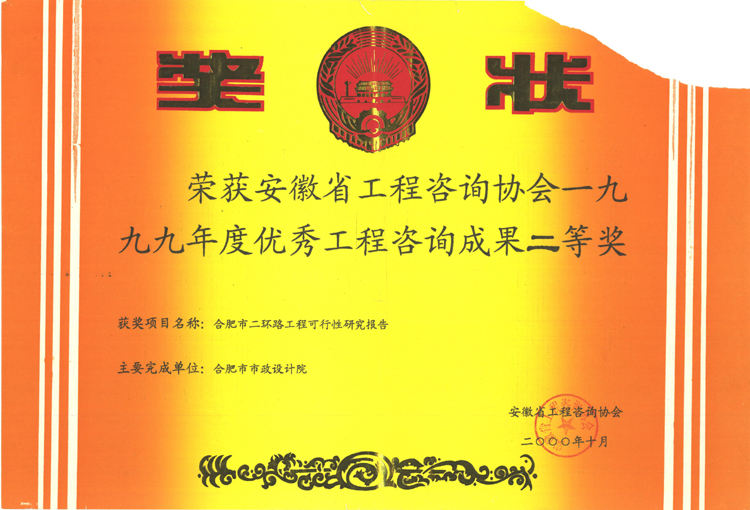 奖状
荣获安徽省工程咨询协会一九
九九年度优秀工程咨询成果二等奖
获奖项目名称：合肥市二环路工程可行性研究报告
主要完成单位：合肥市市政设计院
安徽省工程咨询协会
二〇〇〇年十月